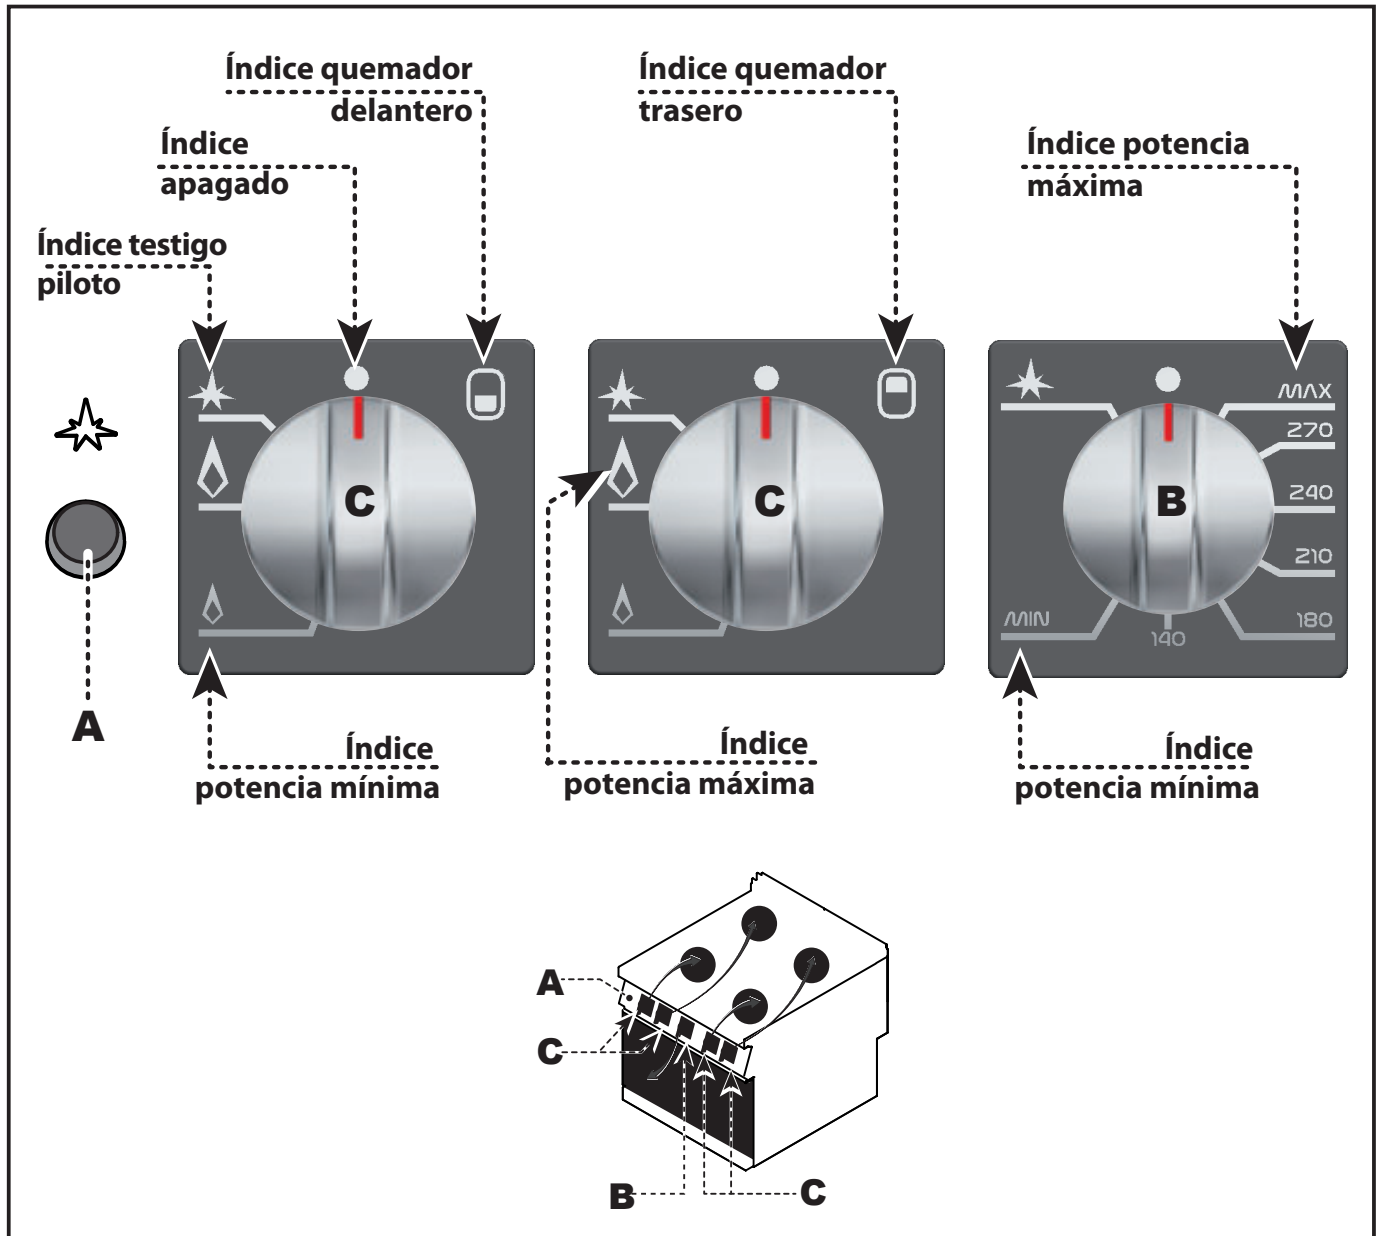 Índice quemador
delantero
Índice quemador
trasero
Índice
apagado
Índice potencia
máxima
Índice testigo
piloto
MAX
270
240
210
180
140
MIN
C
C
B
A
Índice
potencia mínima
Índice
potencia máxima
Índice
potencia mínima
A
C
B
C